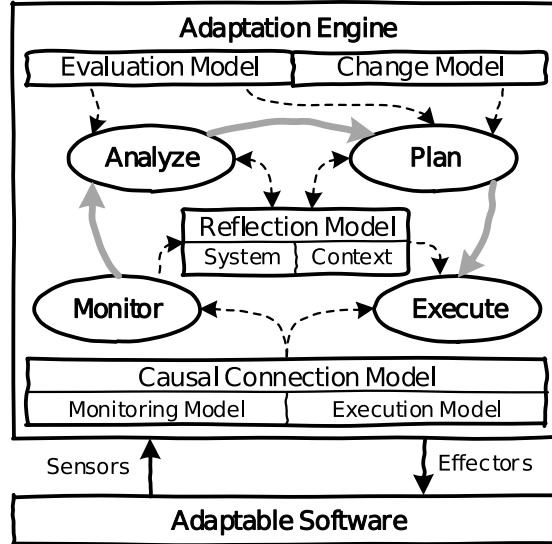 Adaptation Engine
Evaluation Model Change Model
Analyze Plan
Reflection Model
System Context
Monitor Execute
Causal Connection Model
Monitoring Model Execution Model
Sensors Effectors
Adaptable Software